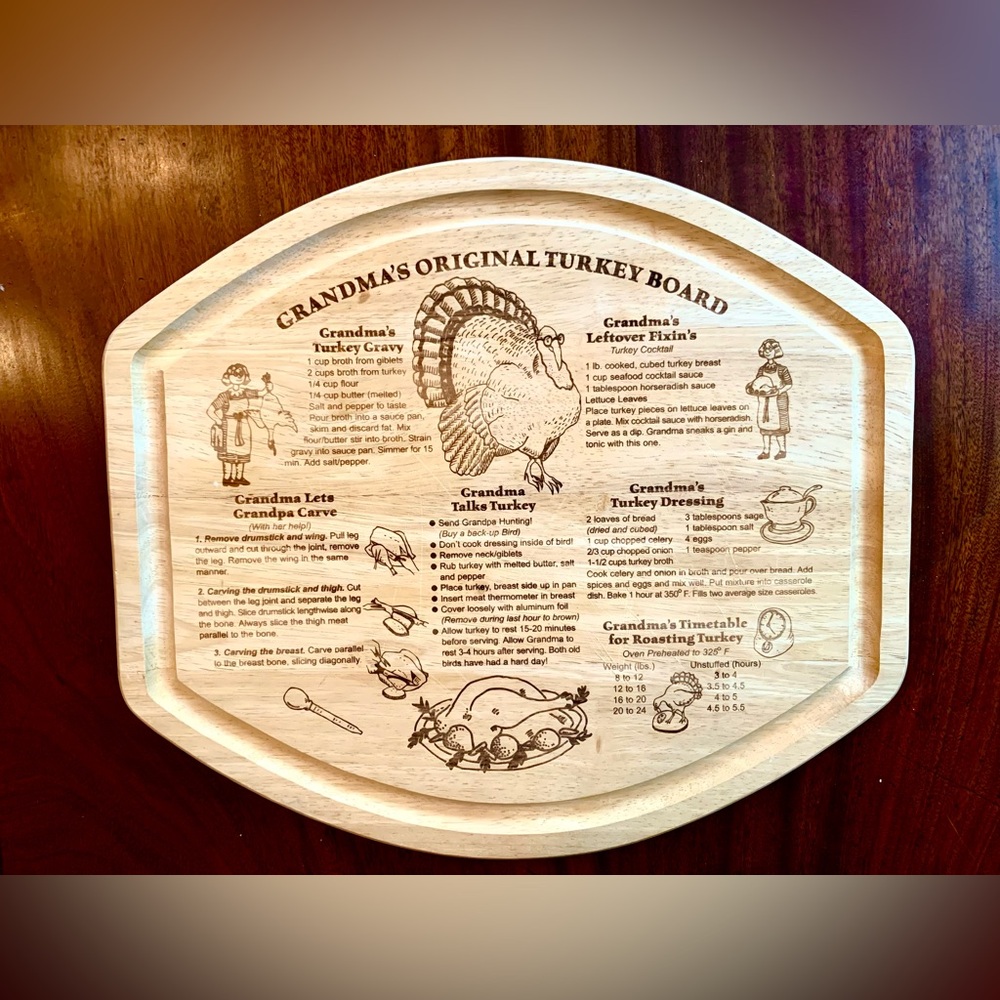 GRANDMA'S ORIGINAL TURKEY BOARD
Grandma's
Turkey Gravy
1 cup broth from giblets
2 cups broth from turkey
1/4 cup flour
1/4 cup butter (melted)
Salt and pepper to taste
Pour broth into a sauce pan,
skim and discard fat. Mix
flour/butter stir into broth. Strain
gravy into sauce pan. Simmer for 15
min. Add salt/pepper.
Grandma's
Leftover Fixin's
Turkey Cocktail
1 lb. cooked, cubed turkey breast
1 cup seafood cocktail sauce
1 tablespoon horseradish sauce
Lettuce Leaves
Place turkey pieces on lettuce leaves on
a plate. Mix cocktail sauce with horseradish.
Serve as a dip. Grandma sneaks a gin and
tonic with this one.
Grandma Lets
Grandpa Carve
(With her help!)
1. Remove drumstick and wing. Pull leg
outward and cut through the joint, remove
the leg. Remove the wing in the same
manner.
2. Carving the drumstick and thigh. Cut
between the leg joint and separate the leg
and thigh. Slice drumstick lengthwise along
the bone. Always slice the thigh meat
parallel to the bone.
3. Carving the breast. Carve parallel
to the breast bone, slicing diagonally.
Grandma
Talks Turkey
● Send Grandpa Hunting!
(Buy a back-up Bird)
● Don't cook dressing inside of bird!
● Remove neck/giblets
● Rub turkey with melted butter, salt
and pepper
● Place turkey, breast side up in pan
● Insert meat thermometer in breast
● Cover loosely with aluminum foil
(Remove during last hour to brown)
● Allow turkey to rest 15-20 minutes
before serving. Allow Grandma to
rest 3-4 hours after serving. Both old
birds have had a hard day!
Grandma's
Turkey Dressing
2 loaves of bread 3 tablespoons sage
(dried and cubed) 1 tablespoon salt
1 cup chopped celery 4 eggs
2/3 cup chopped onion 1 teaspoon pepper
1-1/2 cups turkey broth
Cook celery and onion in broth and pour over bread. Add
spices and eggs and mix well. Put mixture into casserole
dish. Bake 1 hour at 350° F. Fills two average size casseroles.
Grandma's Timetable
for Roasting Turkey
Oven Preheated to 325° F
Weight (lbs.) Unstuffed (hours)
8 to 12 3 to 4
12 to 16 3.5 to 4.5
16 to 20 4 to 5
20 to 24 4.5 to 5.5